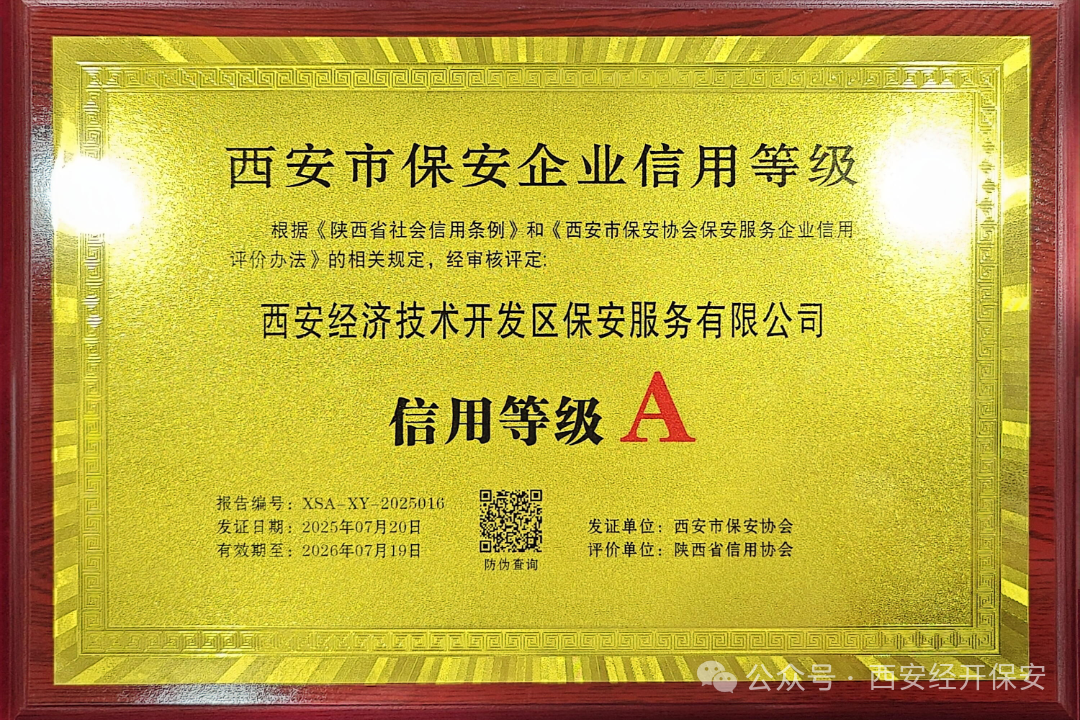 西安市保安企业信用等级
根据《陕西省社会信用条例》和《西安市保安协会保安服务企业信用
评价办法》的相关规定，经审核评定:
西安经济技术开发区保安服务有限公司
信用等级 A
报告编号：XSA-XY-2025016
发证日期：2025年07月20日
有效期至：2026年07月19日
防伪查询
发证单位：西安市保安协会
评价单位：陕西省信用协会
公众号 · 西安经开保安